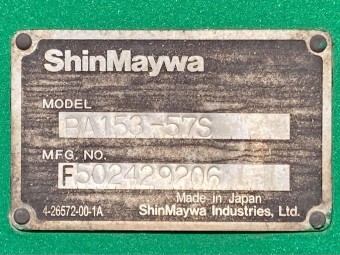 ShinMaywa
MODEL
PA153-57S
MFG. NO.
F502429206
Made in Japan
4-26572-00-1A ShinMaywa Industries, Ltd.